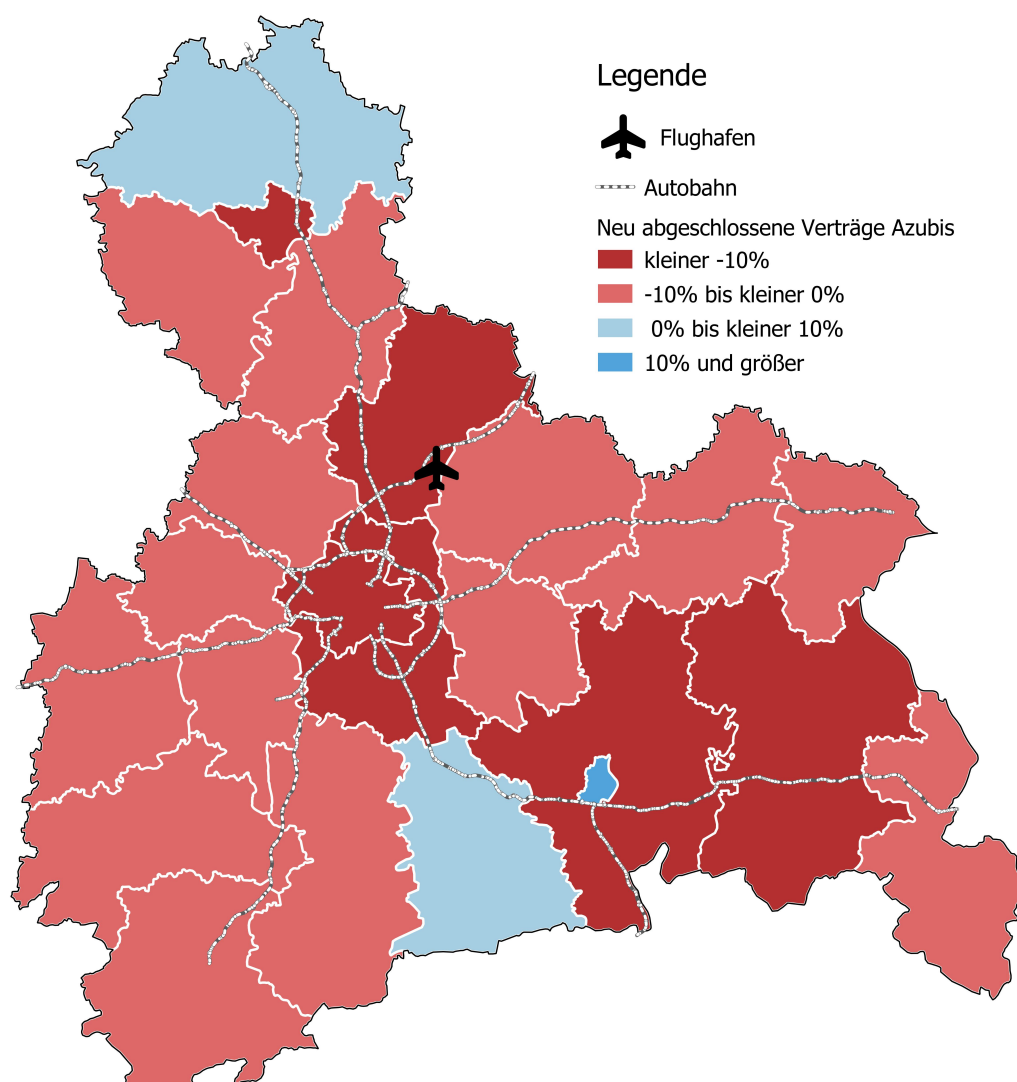 Legende
Flughafen
Autobahn
Neu abgeschlossene Verträge Azubis
kleiner -10%
-10% bis kleiner 0%
0% bis kleiner 10%
10% und größer